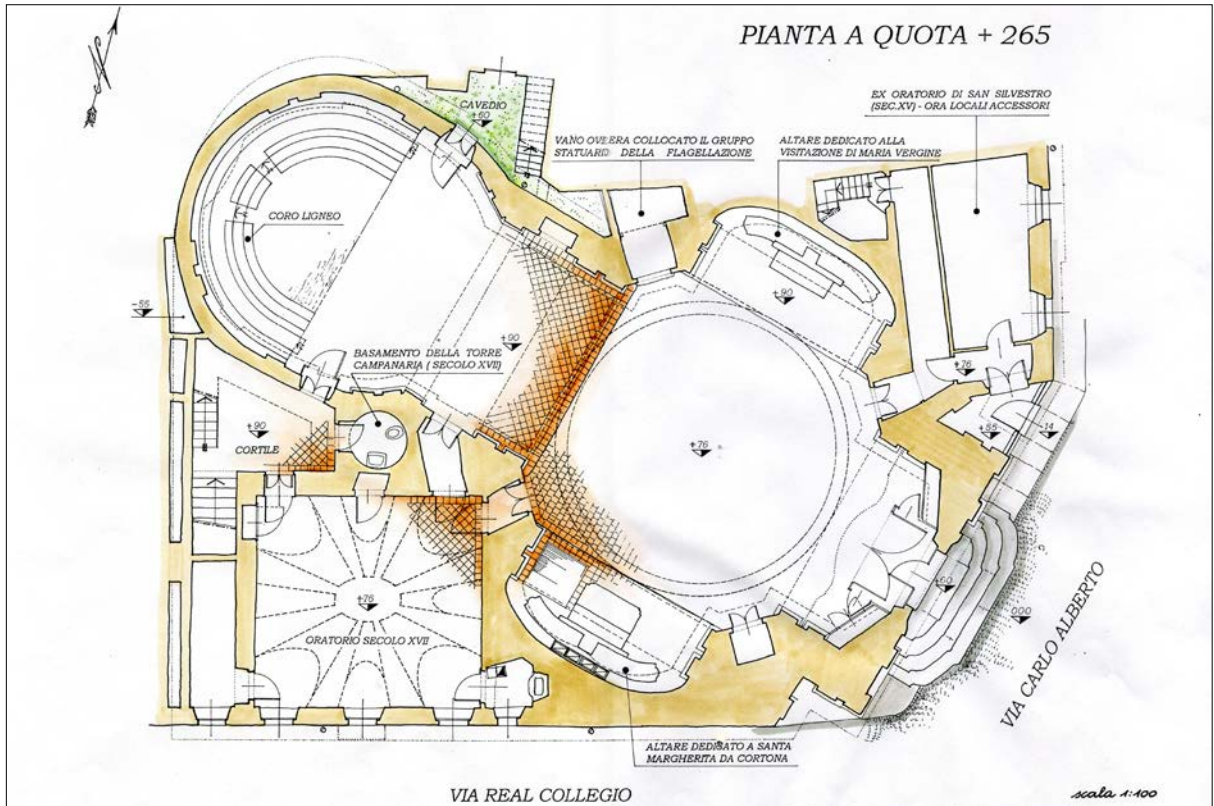 PIANTA A QUOTA + 265
N
EX ORATORIO DI SAN SILVESTRO
(SEC.XV) - ORA LOCALI ACCESSORI
CAVEDIO
+60
VANO OVE ERA COLLOCATO IL GRUPPO
STATUARIO DELLA FLAGELLAZIONE
ALTARE DEDICATO ALLA
VISITAZIONE DI MARIA VERGINE
CORO LIGNEO
+90
-55
+90
BASAMENTO DELLA TORRE
CAMPANARIA ( SECOLO XVII)
+76
+90
CORTILE
+55
-14
+76
+60
000
+76
ORATORIO SECOLO XVII
VIA CARLO ALBERTO
ALTARE DEDICATO A SANTA
MARGHERITA DA CORTONA
VIA REAL COLLEGIO
scala 1:100